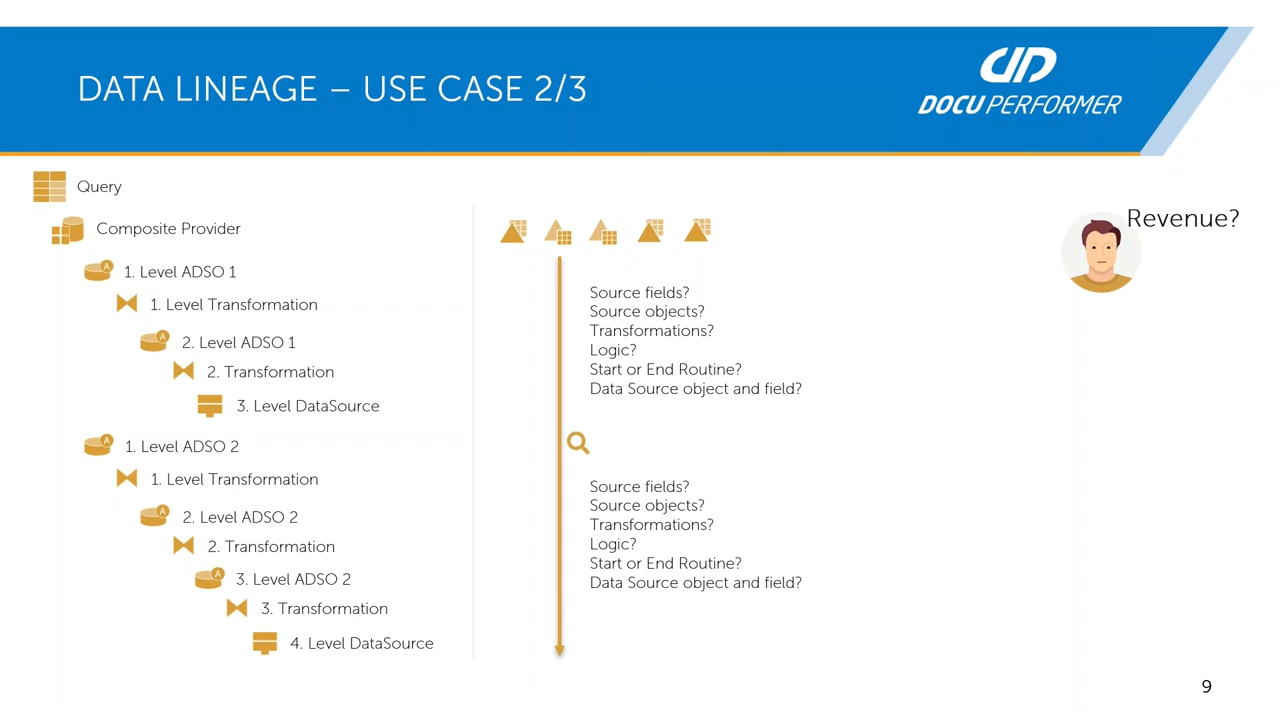 DATA LINEAGE – USE CASE 2/3
DOCU PERFORMER
Query
Composite Provider
1. Level ADSO 1
1. Level Transformation
2. Level ADSO 1
2. Transformation
3. Level DataSource
1. Level ADSO 2
1. Level Transformation
2. Level ADSO 2
2. Transformation
3. Level ADSO 2
3. Transformation
4. Level DataSource
Source fields?
Source objects?
Transformations?
Logic?
Start or End Routine?
Data Source object and field?
Source fields?
Source objects?
Transformations?
Logic?
Start or End Routine?
Data Source object and field?
Revenue?
9